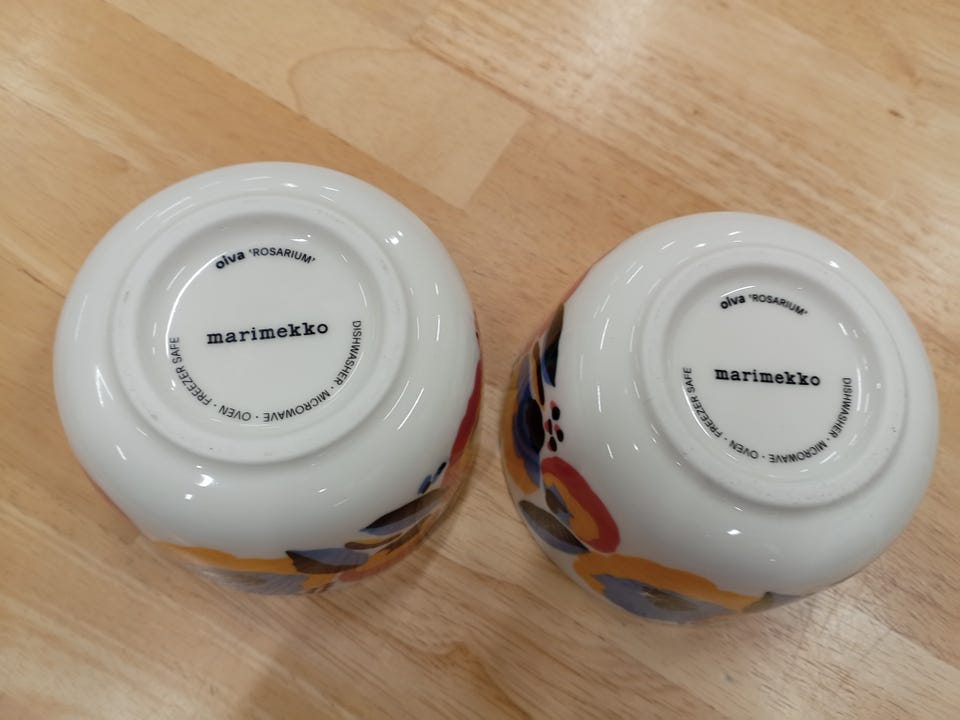 oiva 'ROSARIUM'
marimekko
DISHWASHER · MICROWAVE · OVEN · FREEZER SAFE
oiva 'ROSARIUM'
marimekko
DISHWASHER · MICROWAVE · OVEN · FREEZER SAFE